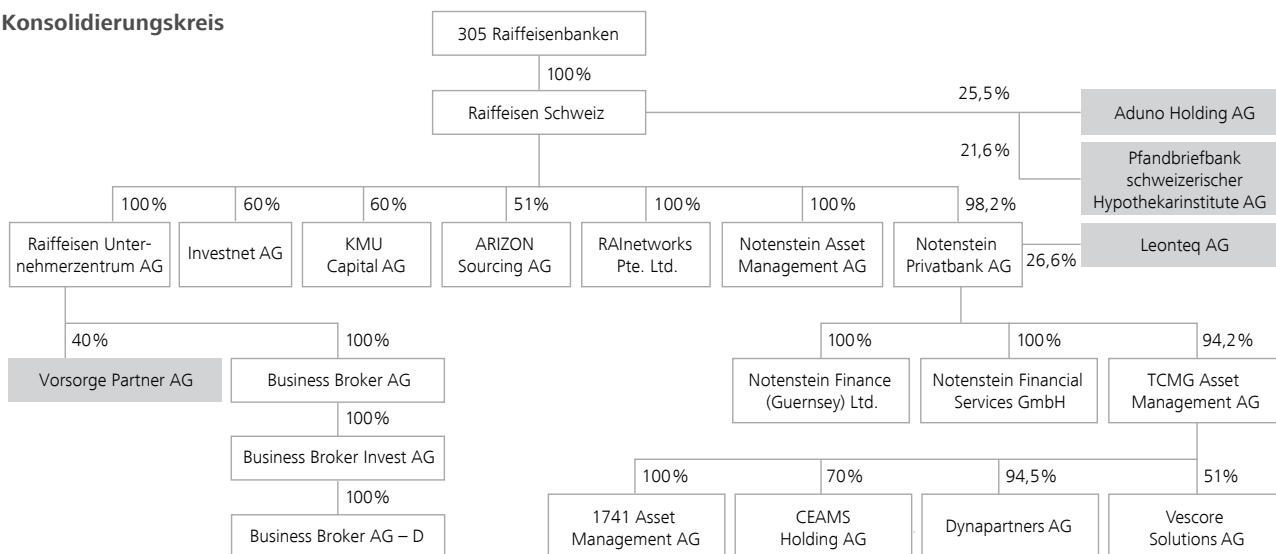 Konsolidierungskreis
305 Raiffeisenbanken
100%
Raiffeisen Schweiz
25,5%
Aduno Holding AG
21,6%
Pfandbriefbank
schweizerischer
Hypothekarinstitute AG
100%
60%
60%
51%
100%
100%
98,2%
Raiffeisen Unter-
nehmerzentrum AG
Investnet AG
KMU
Capital AG
ARIZON
Sourcing AG
RAInetworks
Pte. Ltd.
Notenstein Asset
Management AG
Notenstein
Privatbank AG
26,6%
Leonteq AG
40%
100%
100%
100%
94,2%
Vorsorge Partner AG
Business Broker AG
Notenstein Finance
(Guernsey) Ltd.
Notenstein Financial
Services GmbH
TCMG Asset
Management AG
100%
Business Broker Invest AG
100%
Business Broker AG – D
100%
70%
94,5%
51%
1741 Asset
Management AG
CEAMS
Holding AG
Dynapartners AG
Vescore
Solutions AG